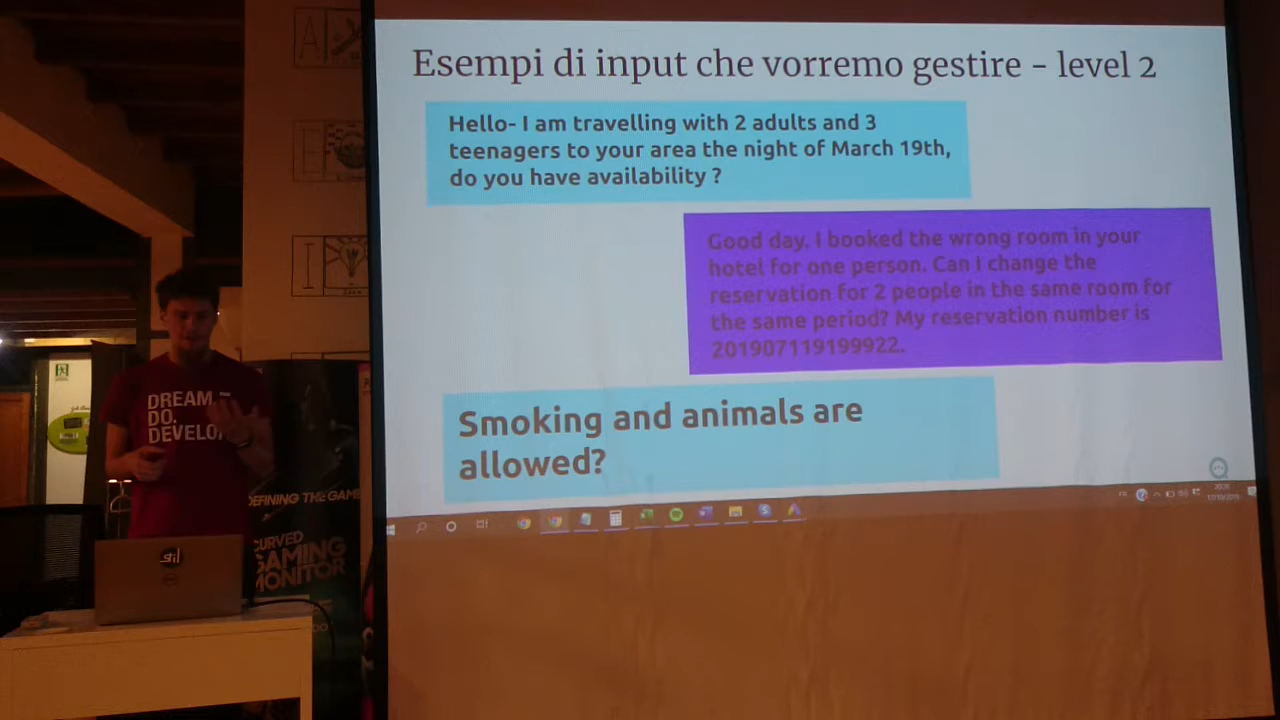 Esempi di input che vorremo gestire - level 2
Hello- I am travelling with 2 adults and 3
teenagers to your area the night of March 19th,
do you have availability ?
Good day. I booked the wrong room in your
hotel for one person. Can I change the
reservation for 2 people in the same room for
the same period? My reservation number is
201907119199922.
Smoking and animals are
allowed?
DREAM.
DO.
DEVELO
DEFINING THE GAM
CURVED
GAMING
MONITOR
stil
A
I